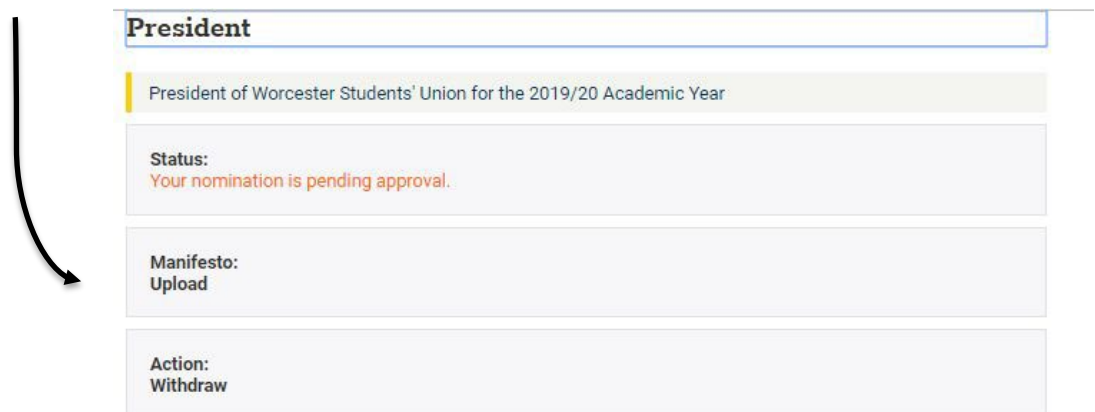 President
President of Worcester Students' Union for the 2019/20 Academic Year
Status:
Your nomination is pending approval.
Manifesto:
Upload
Action:
Withdraw